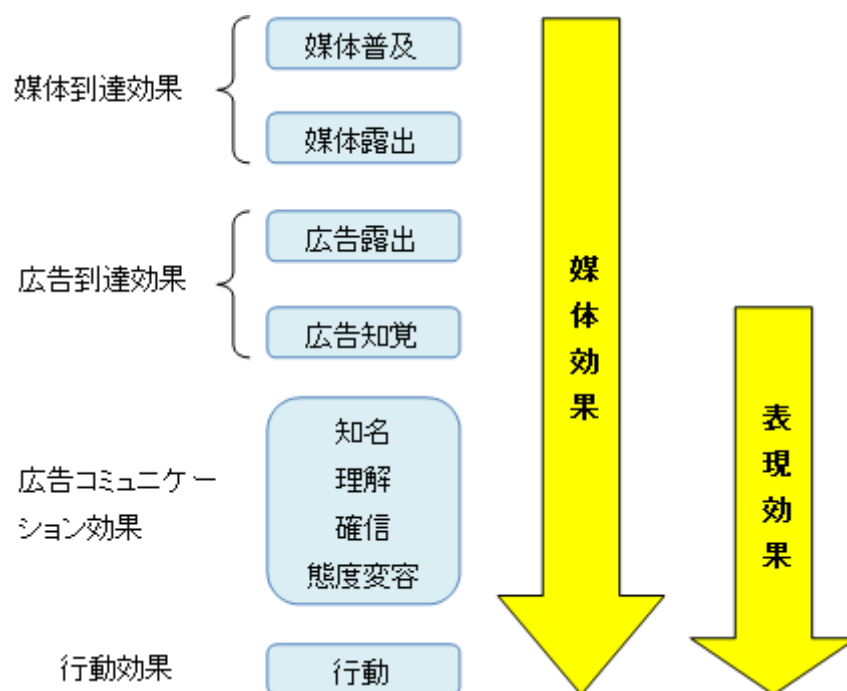 媒体到達効果
媒体普及
媒体露出
広告到達効果
広告露出
広告知覚
広告コミュニケー
ション効果
知名
理解
確信
態度変容
行動効果
行動
媒体効果
表現効果